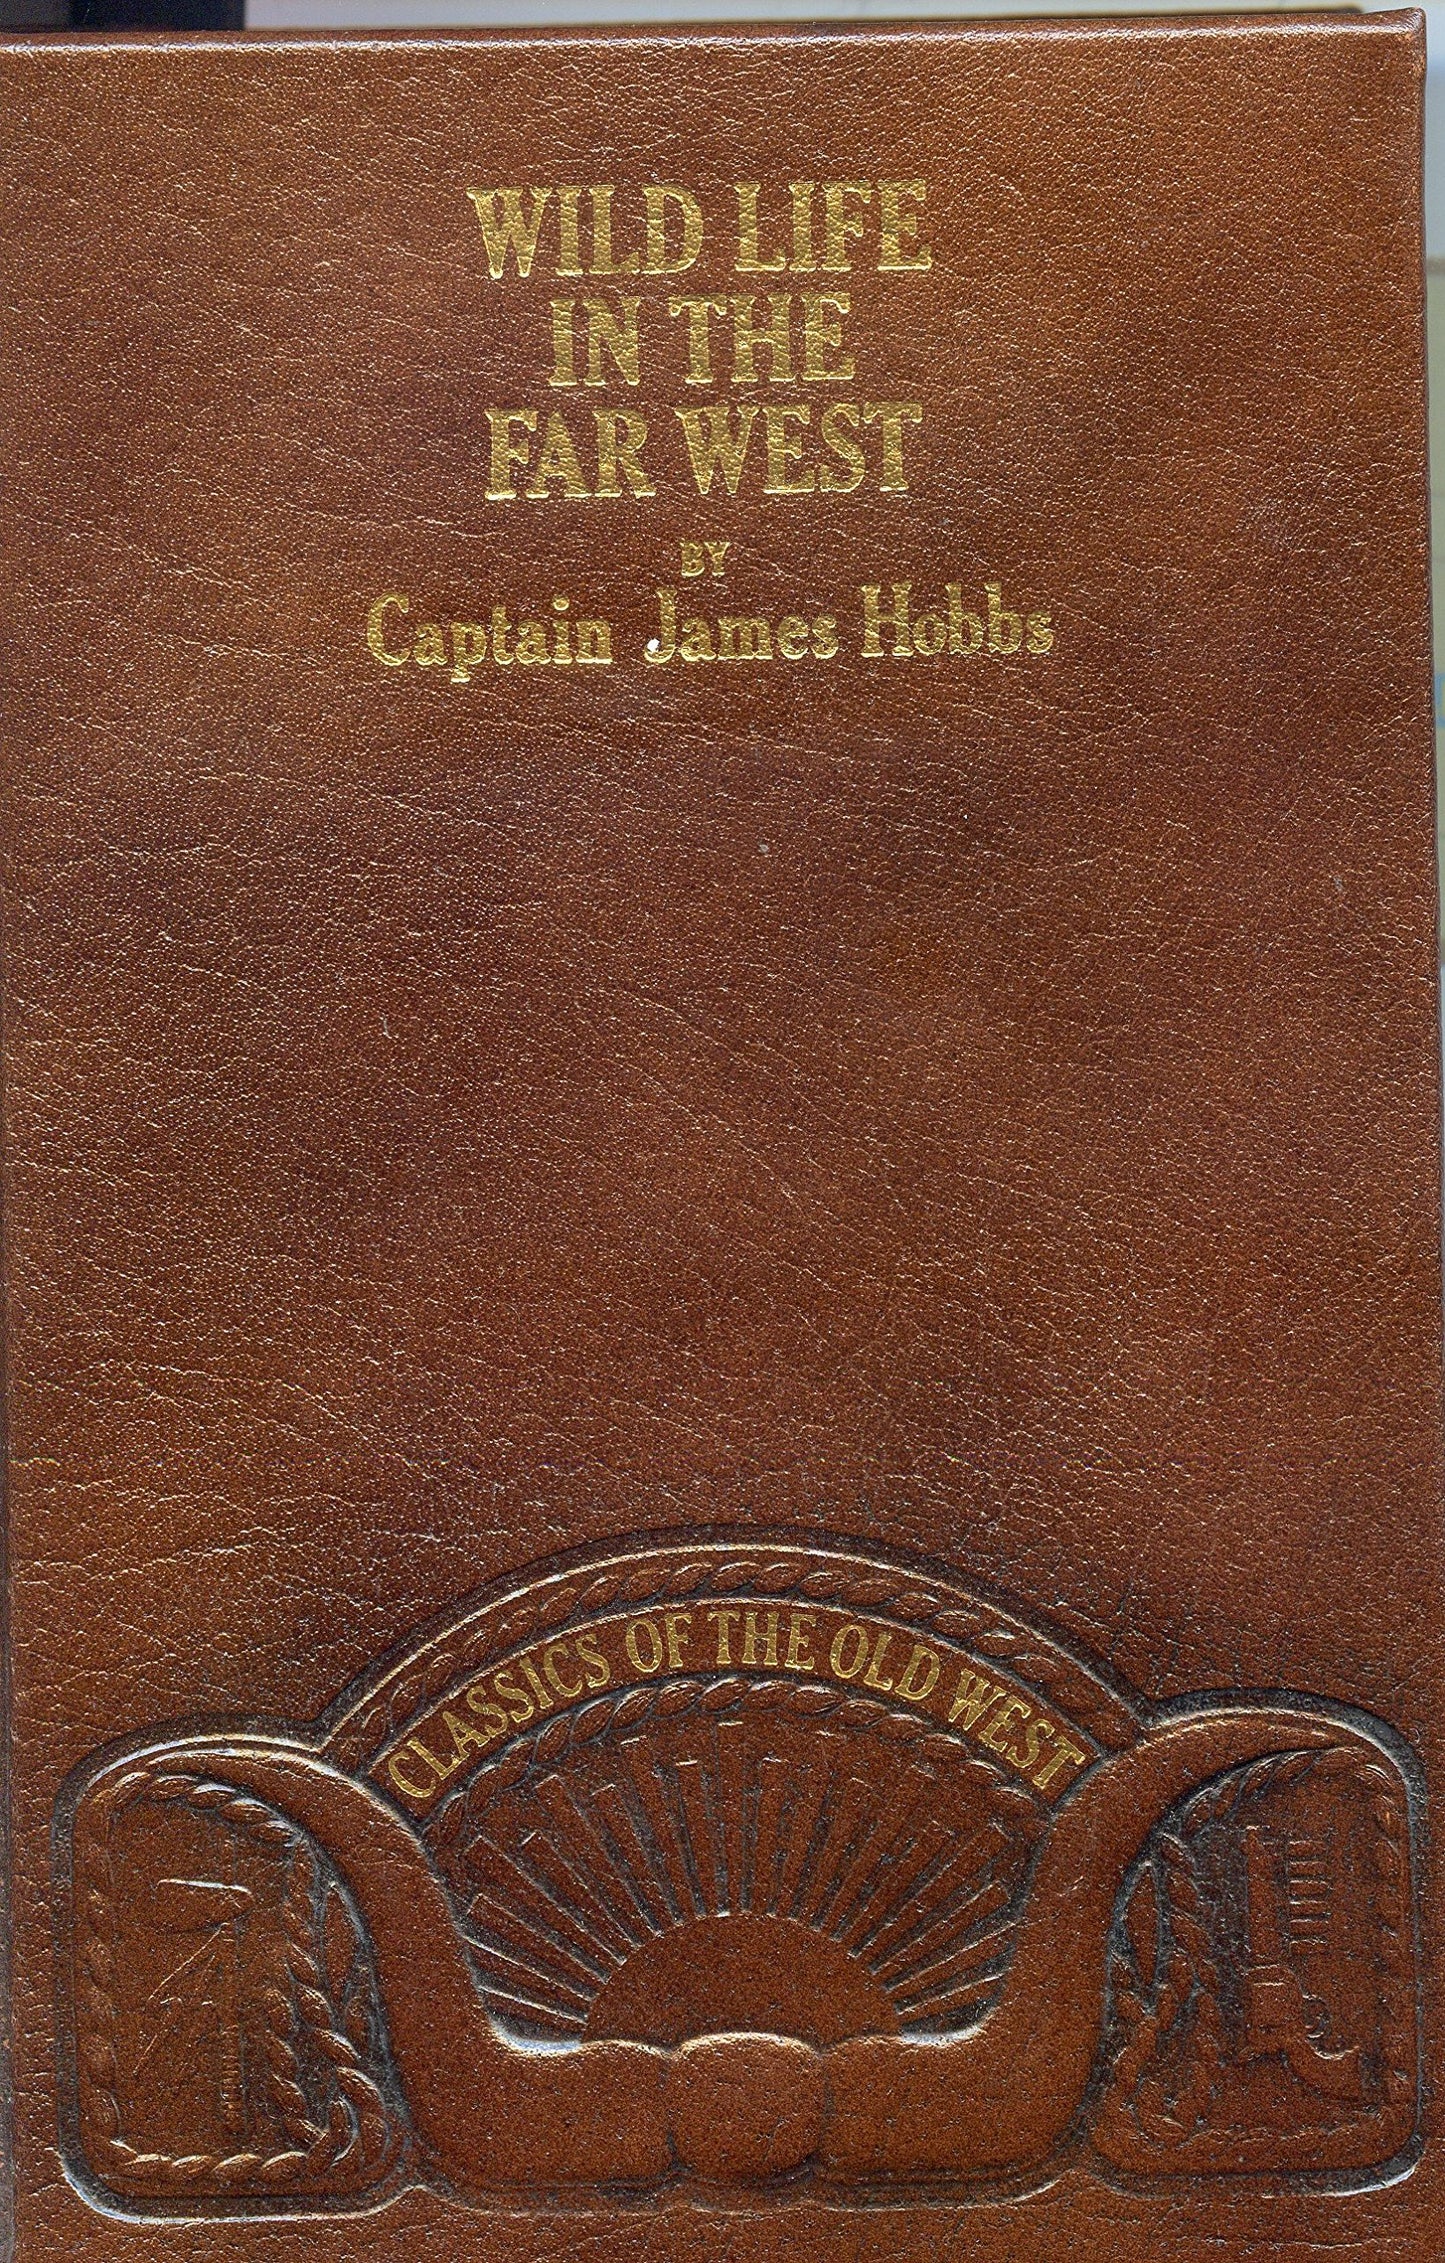 WILD LIFE
IN THE
FAR WEST
BY
Captain James Hobbs
CLASSICS OF THE OLD WEST